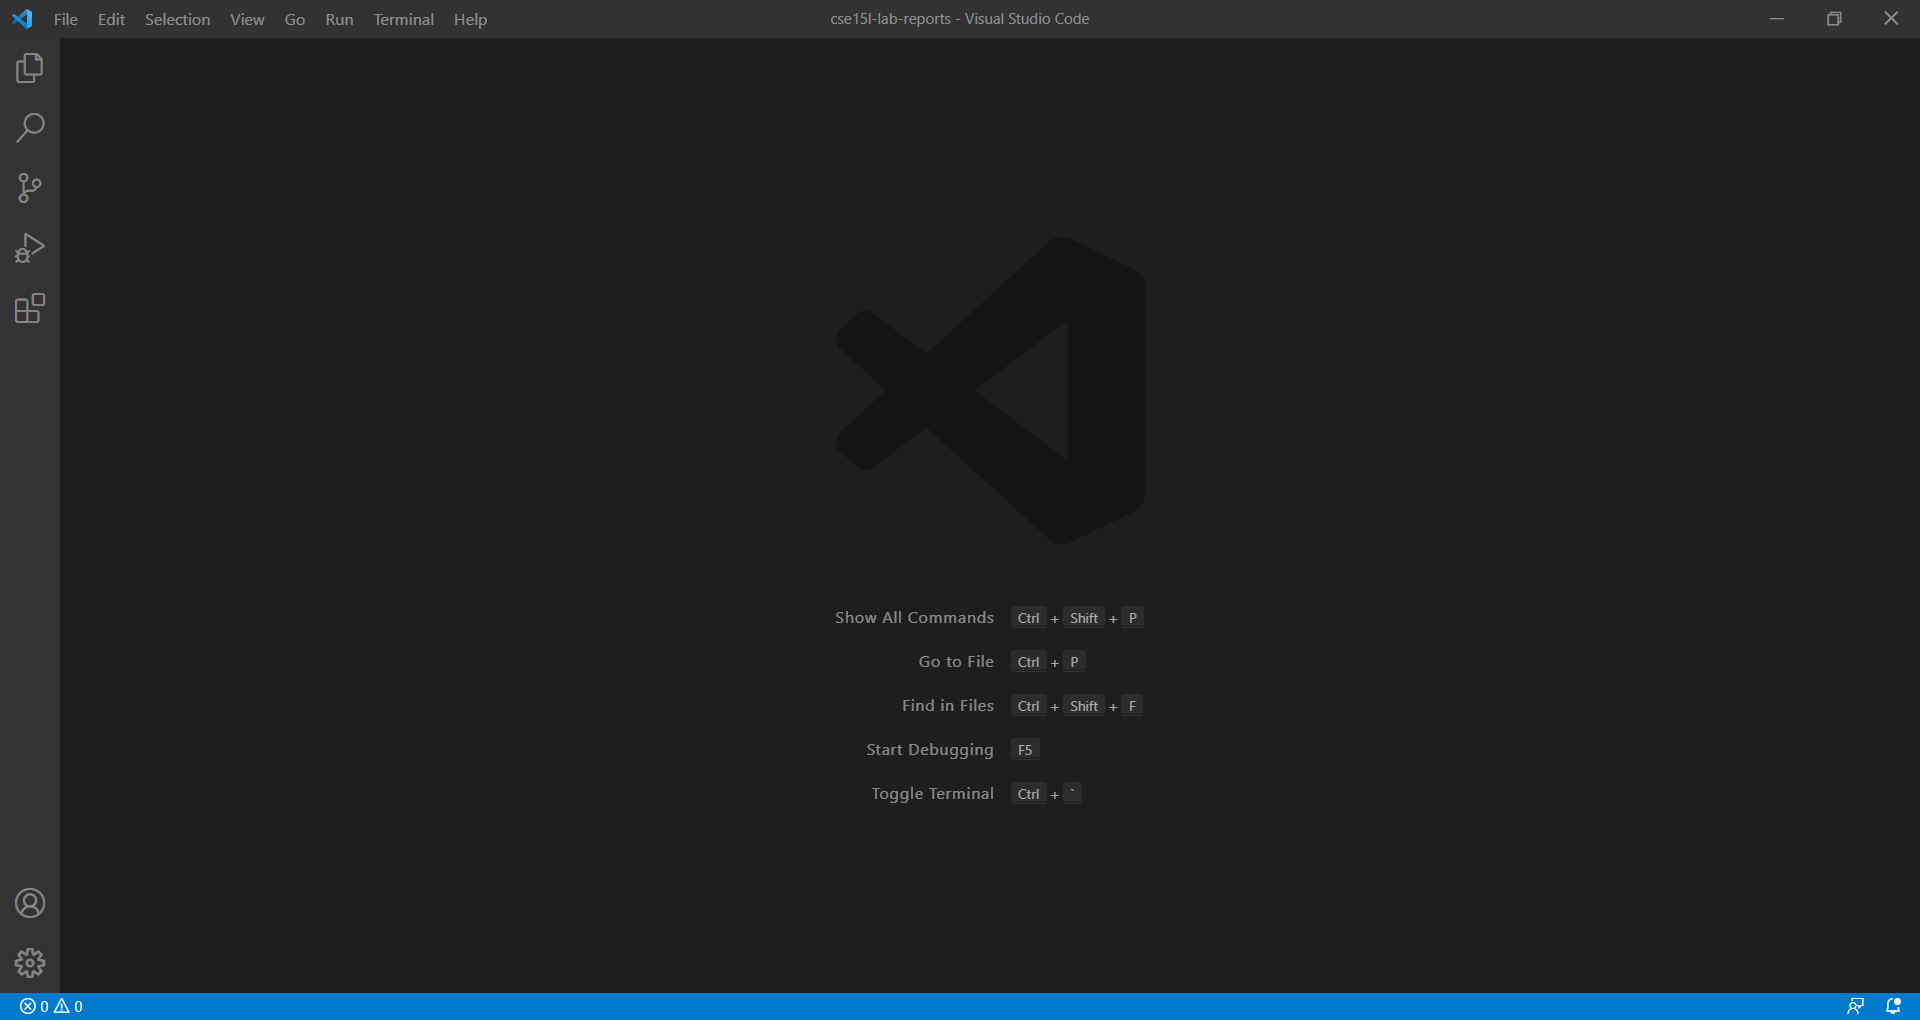 File Edit Selection View Go Run Terminal Help
cse15l-lab-reports - Visual Studio Code
Show All Commands Ctrl + Shift + P
Go to File Ctrl + P
Find in Files Ctrl + Shift + F
Start Debugging F5
Toggle Terminal Ctrl + `
0 0